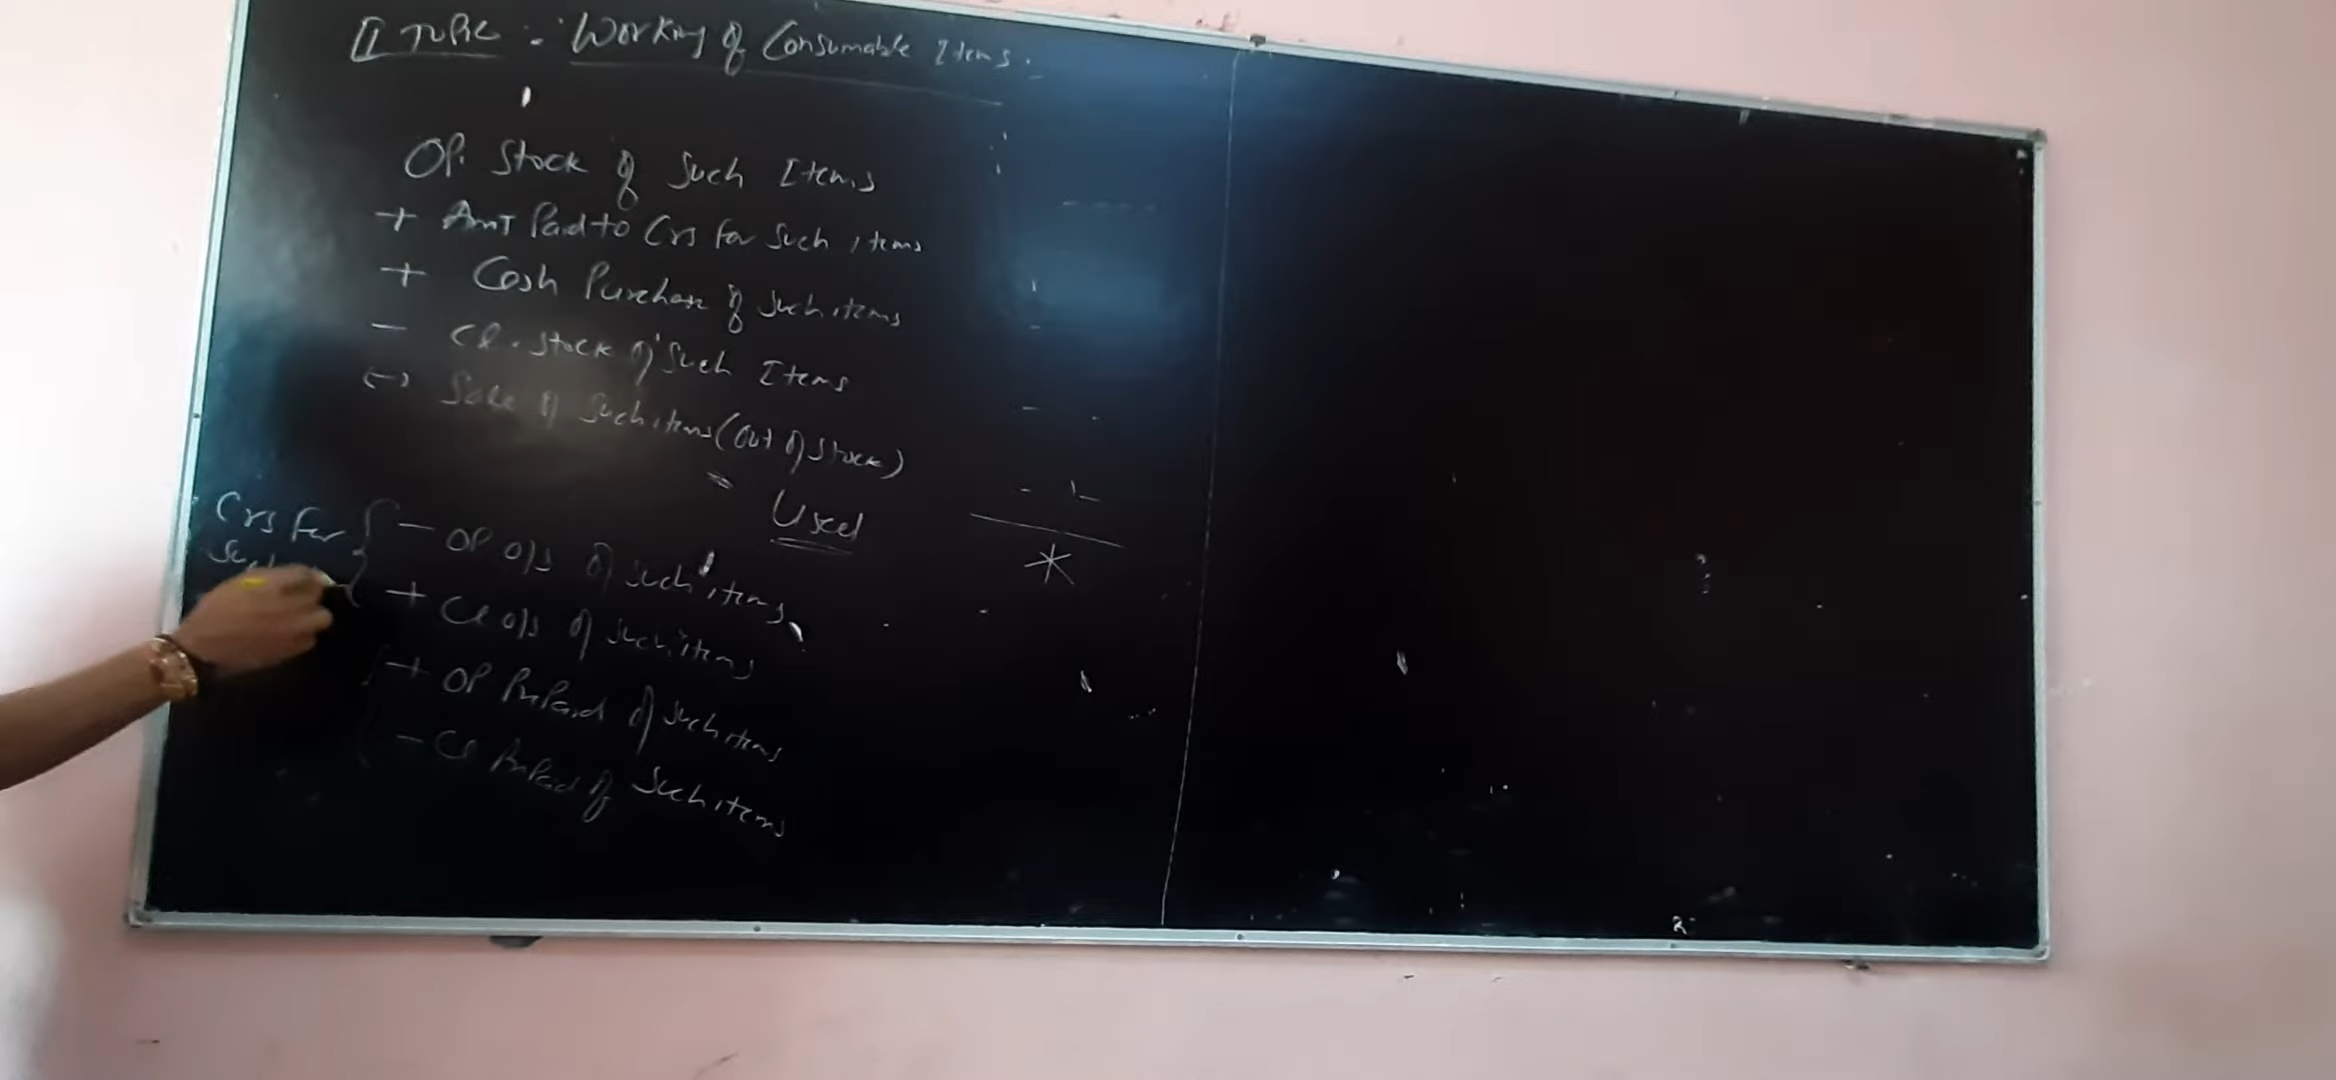 II Topic :- Working of Consumable Items.
OP. Stock of Such Items
+ Amt Paid to Crs for Such items
+ Cash Purchase of Such items
- Cl. Stock of Such Items
(-) Sale of Such items (Out of Stock)
= Used
*
Crs for
- OP O/S of Such items
+ Cl O/S of Such items
+ OP PrePaid of Such items
- Cl PrePaid of Such items